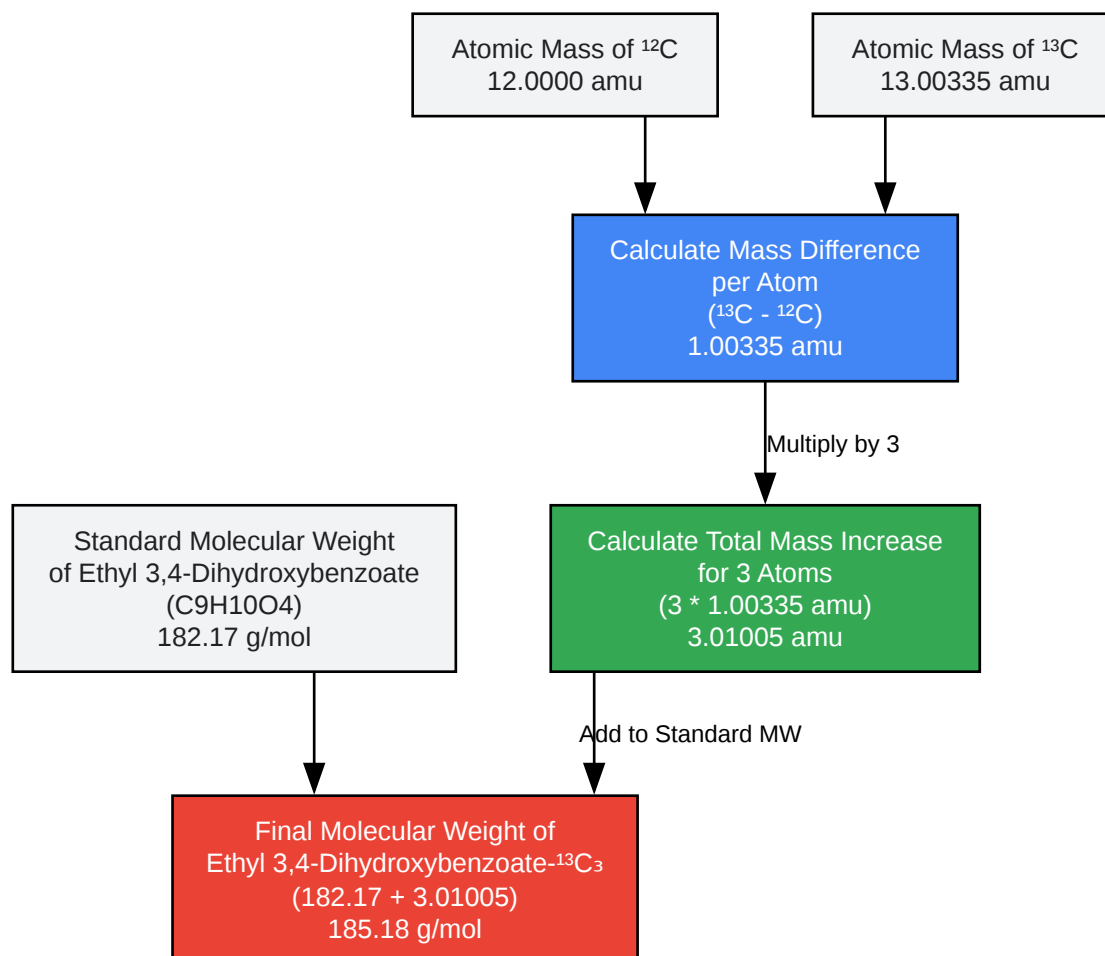 Atomic Mass of ¹²C
12.0000 amu
Atomic Mass of ¹³C
13.00335 amu
Calculate Mass Difference
per Atom
(¹³C - ¹²C)
1.00335 amu
Multiply by 3
Standard Molecular Weight
of Ethyl 3,4-Dihydroxybenzoate
(C9H10O4)
182.17 g/mol
Calculate Total Mass Increase
for 3 Atoms
(3 * 1.00335 amu)
3.01005 amu
Add to Standard MW
Final Molecular Weight of
Ethyl 3,4-Dihydroxybenzoate-¹³C₃
(182.17 + 3.01005)
185.18 g/mol